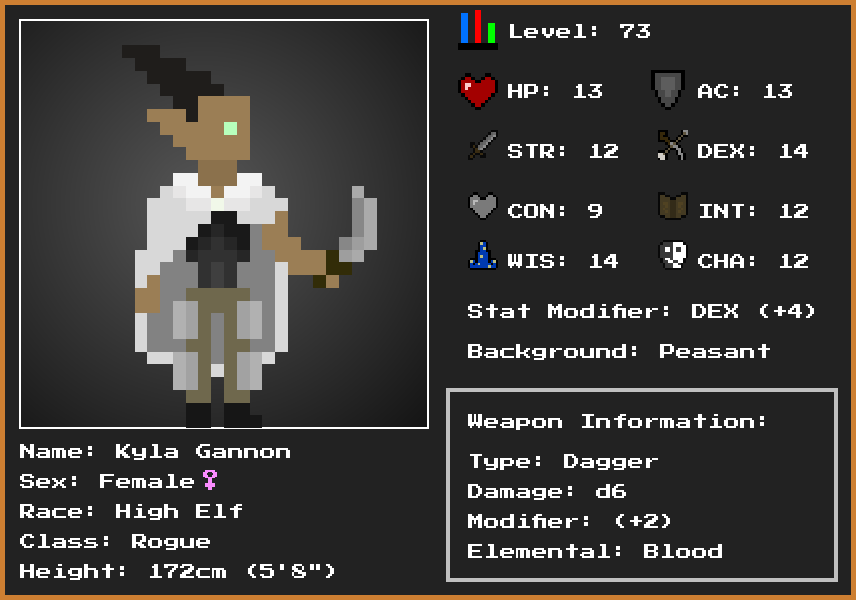 Level: 73
HP: 13
AC: 13
STR: 12
DEX: 14
CON: 9
INT: 12
WIS: 14
CHA: 12
Stat Modifier: DEX (+4)
Background: Peasant
Weapon Information:
Type: Dagger
Damage: d6
Modifier: (+2)
Elemental: Blood
Name: Kyla Gannon
Sex: Female♀
Race: High Elf
Class: Rogue
Height: 172cm (5'8")